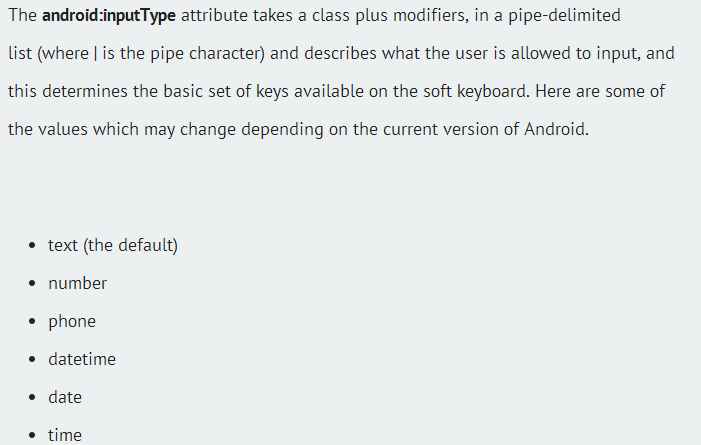 The android:inputType attribute takes a class plus modifiers, in a pipe-delimited
list (where | is the pipe character) and describes what the user is allowed to input, and
this determines the basic set of keys available on the soft keyboard. Here are some of
the values which may change depending on the current version of Android.
• text (the default)
• number
• phone
• datetime
• date
• time